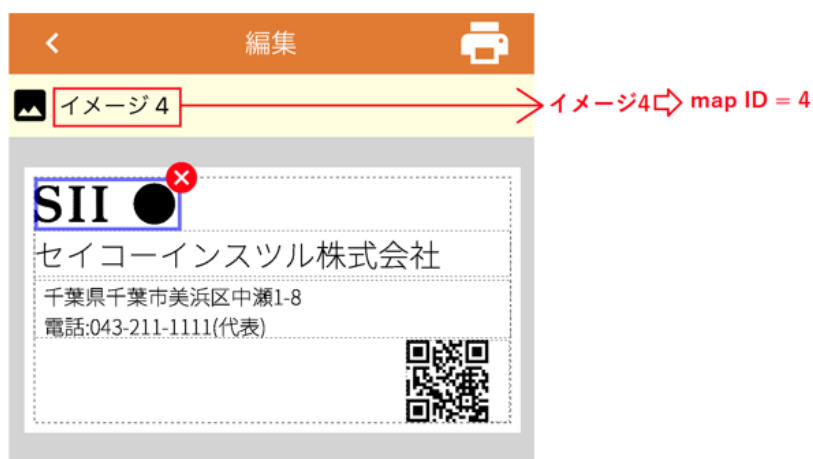 編集
イメージ 4
イメージ4 ⇨ map ID = 4
SII ●
セイコーインスツル株式会社
千葉県千葉市美浜区中瀬1-8
電話:043-211-1111(代表)